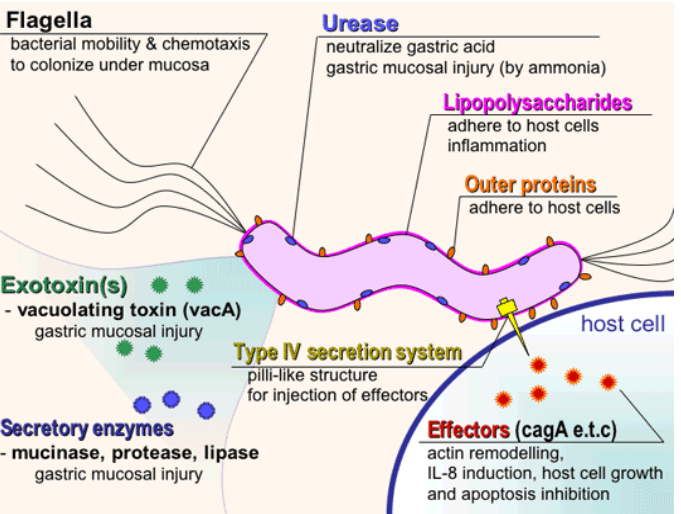 Flagella
bacterial mobility & chemotaxis
to colonize under mucosa
Urease
neutralize gastric acid
gastric mucosal injury (by ammonia)
Lipopolysaccharides
adhere to host cells
inflammation
Outer proteins
adhere to host cells
Exotoxin(s)
- vacuolating toxin (vacA)
gastric mucosal injury
Secretory enzymes
- mucinase, protease, lipase
gastric mucosal injury
Type IV secretion system
pilli-like structure
for injection of effectors
host cell
Effectors (cagA e.t.c)
actin remodelling,
IL-8 induction, host cell growth
and apoptosis inhibition